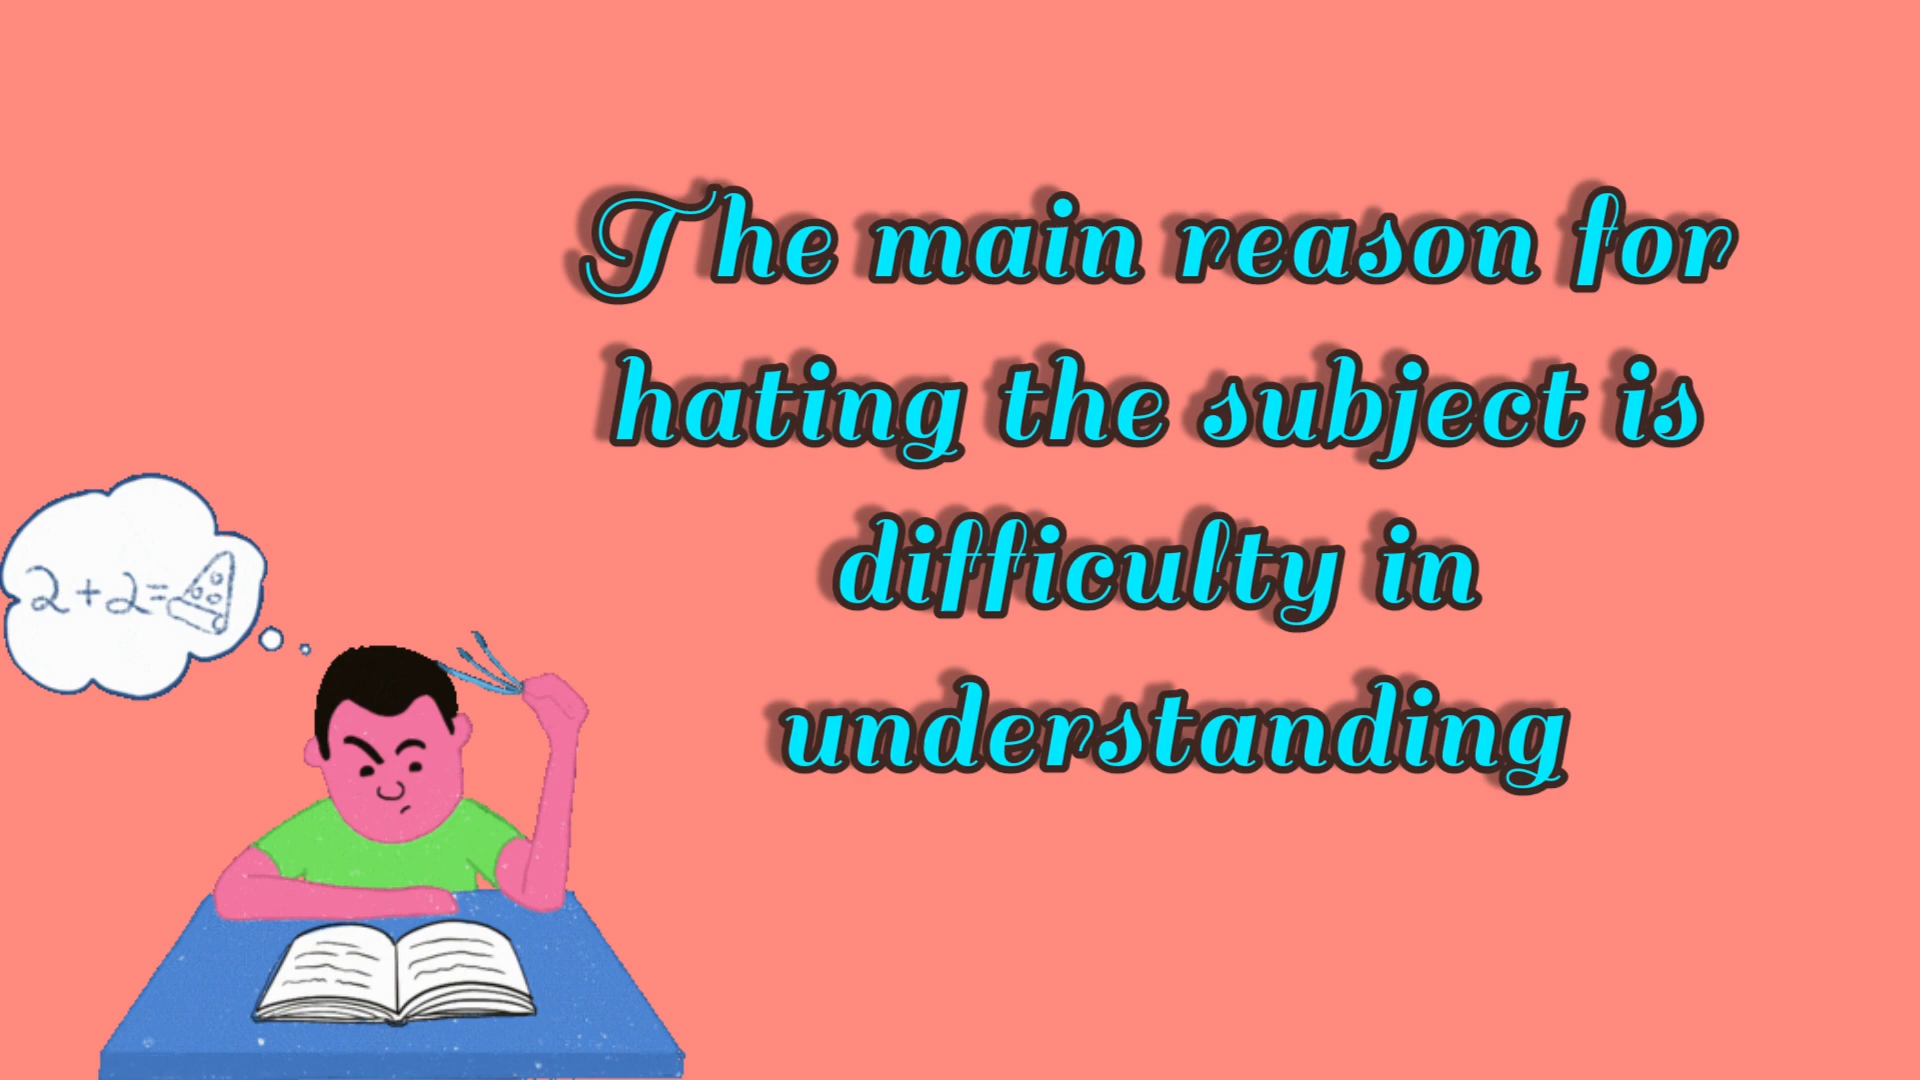 The main reason for
hating the subject is
difficulty in
understanding
2+2=